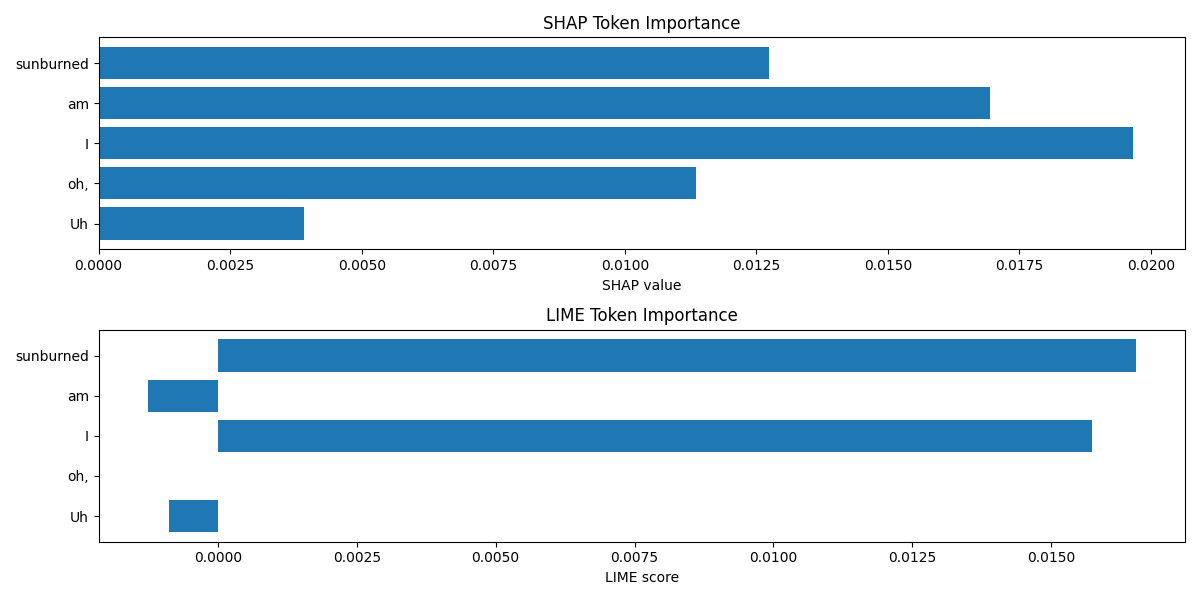 SHAP Token Importance
sunburned
am
I
oh,
Uh
0.0000 0.0025 0.0050 0.0075 0.0100 0.0125 0.0150 0.0175 0.0200
SHAP value
LIME Token Importance
sunburned
am
I
oh,
Uh
0.0000 0.0025 0.0050 0.0075 0.0100 0.0125 0.0150
LIME score